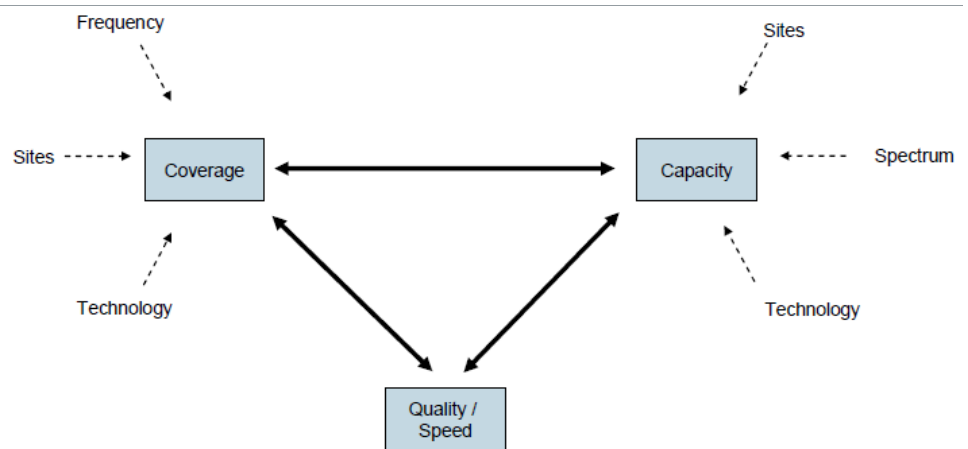 Frequency
Sites
Sites
Coverage
Capacity
Spectrum
Technology
Technology
Quality /
Speed